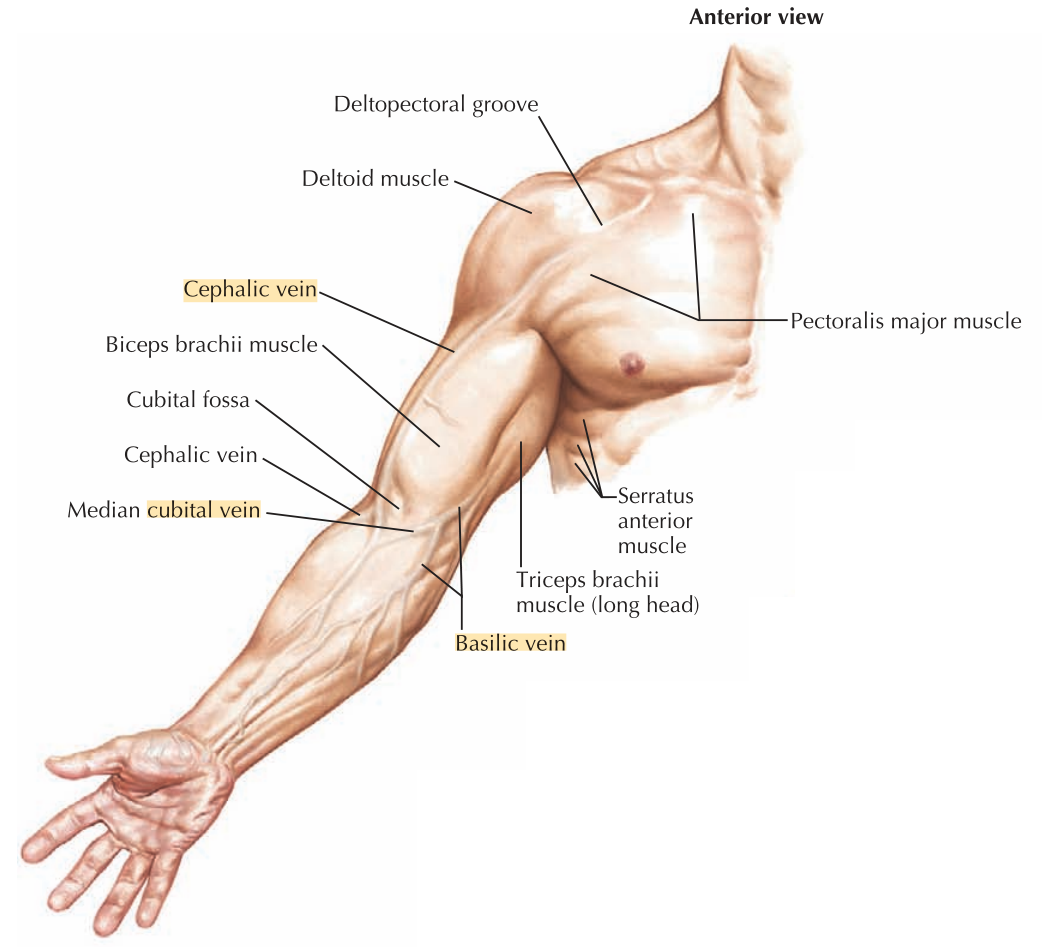 Anterior view
Deltopectoral groove
Deltoid muscle
Cephalic vein
Pectoralis major muscle
Biceps brachii muscle
Cubital fossa
Cephalic vein
Median cubital vein
Serratus
anterior
muscle
Triceps brachii
muscle (long head)
Basilic vein